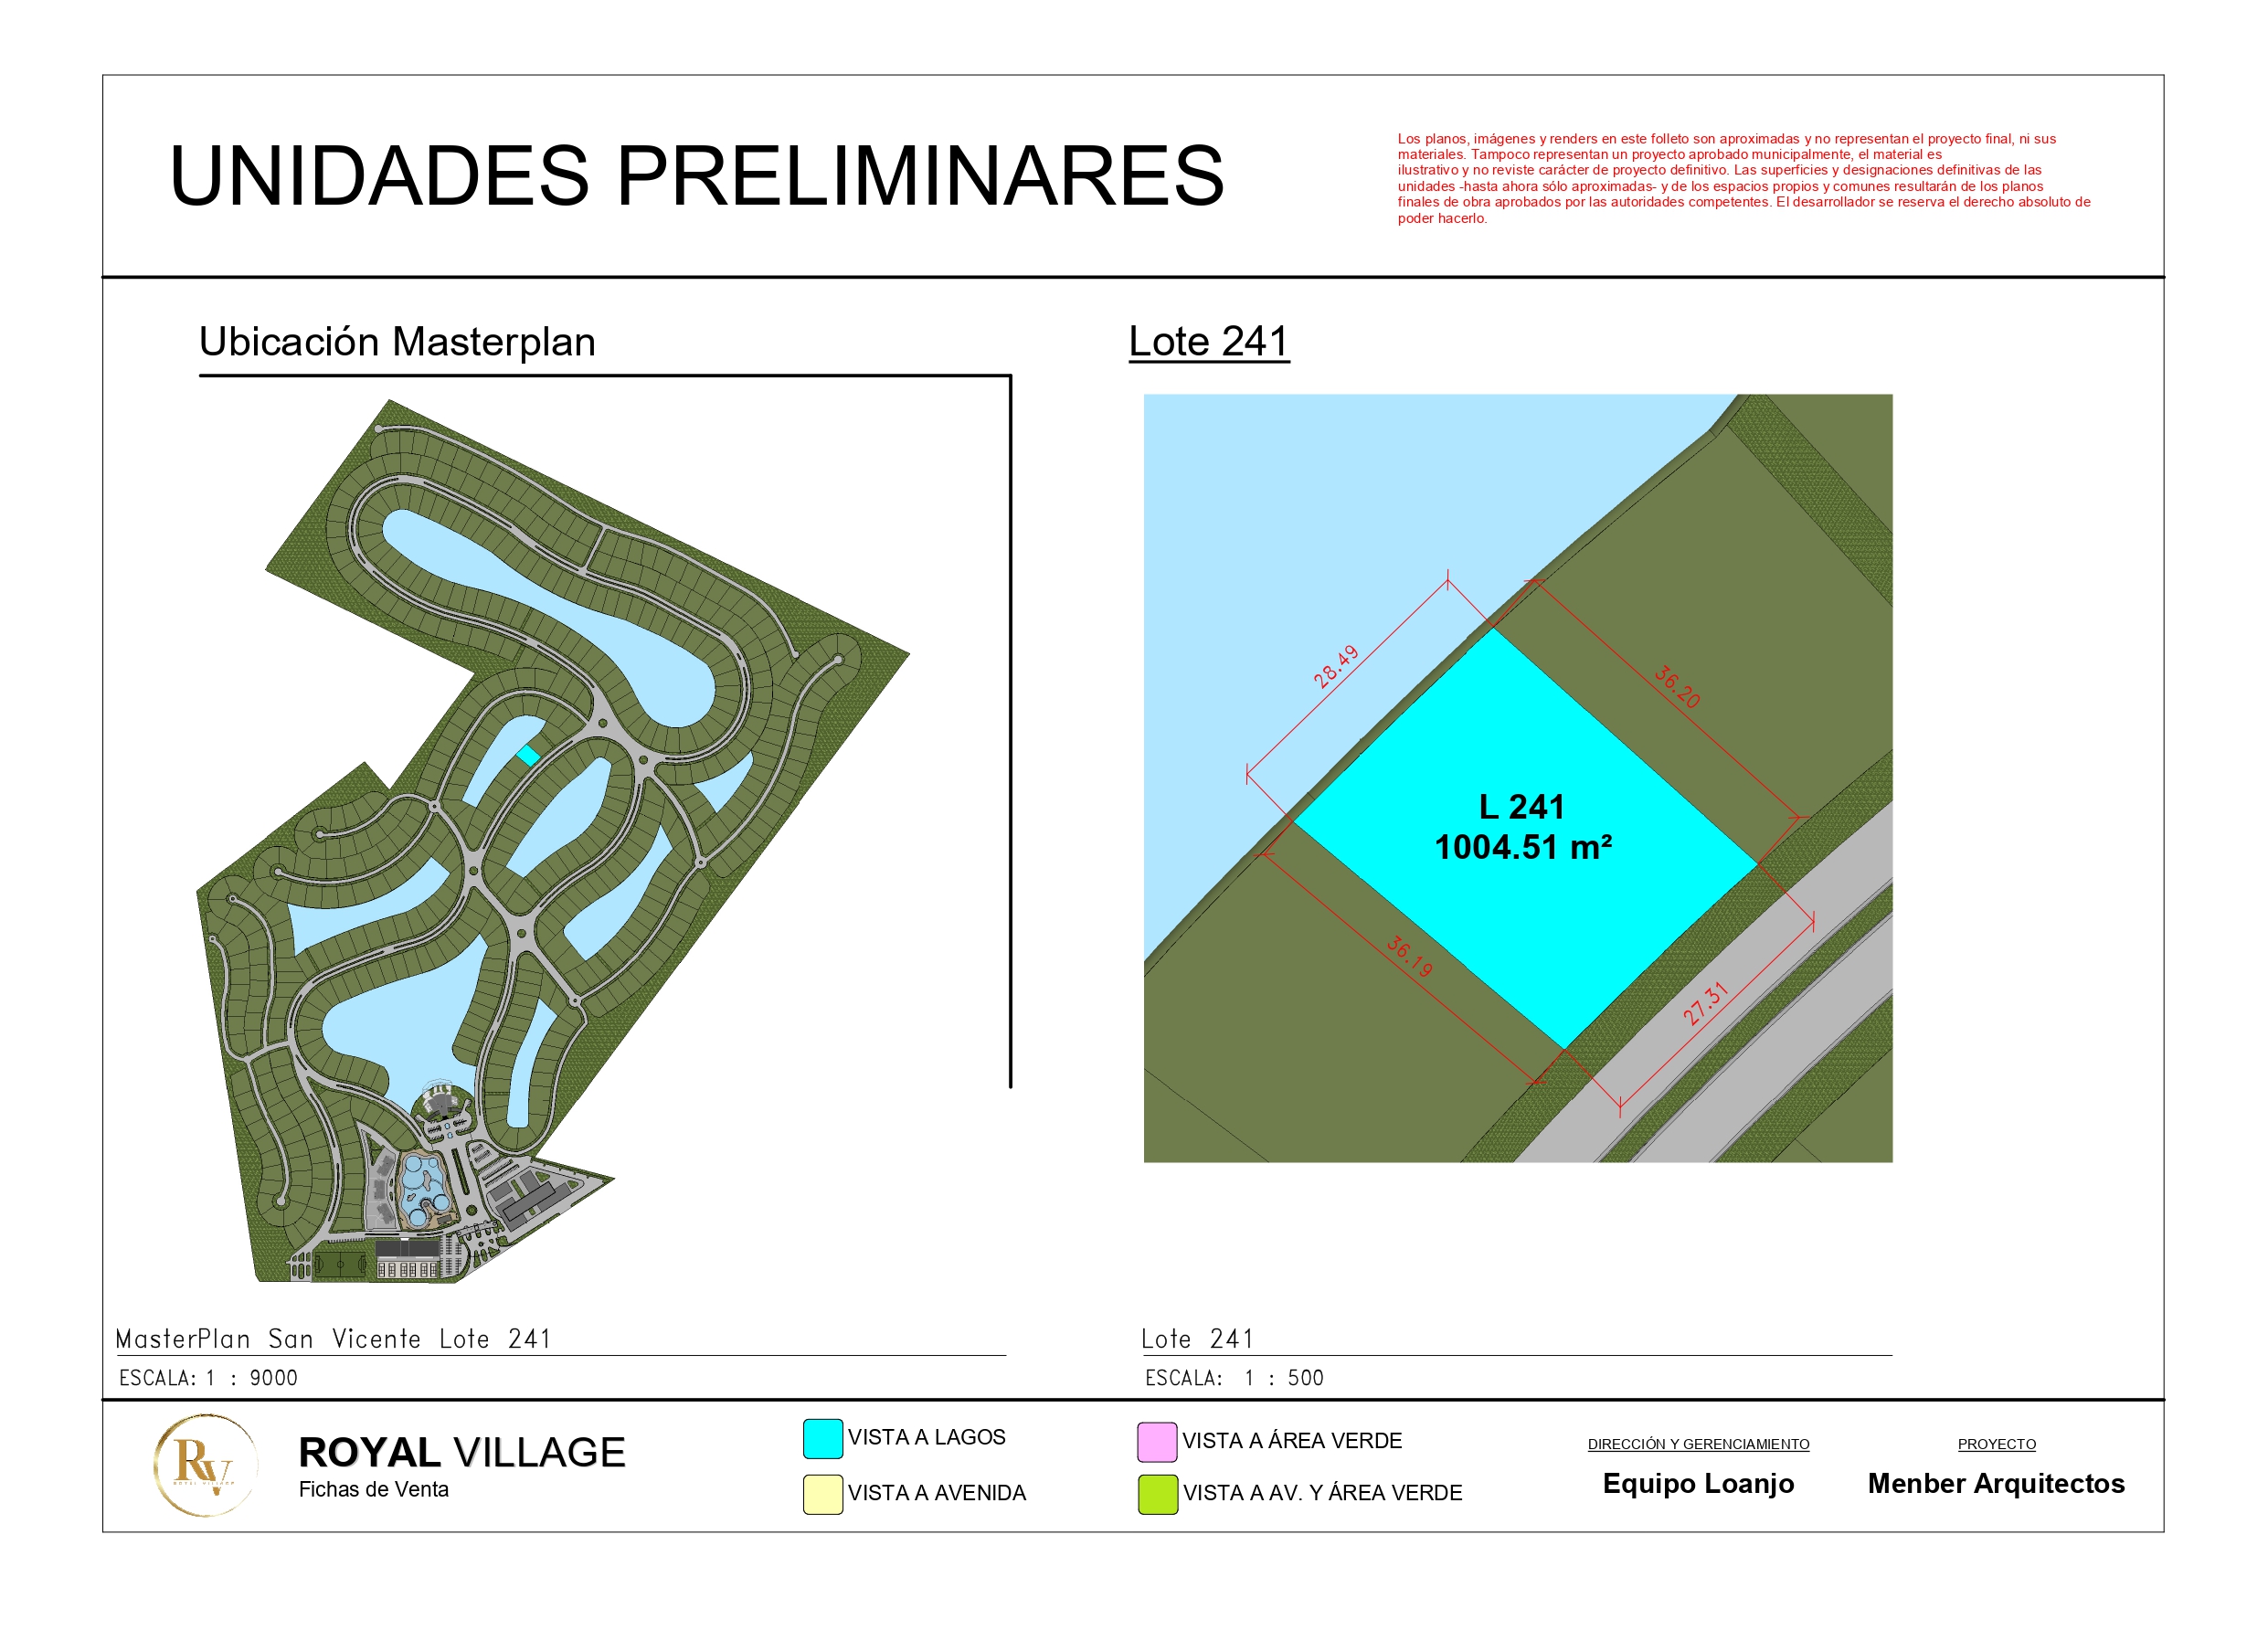 UNIDADES PRELIMINARES
Los planos, imágenes y renders en este folleto son aproximadas y no representan el proyecto final, ni sus
materiales. Tampoco representan un proyecto aprobado municipalmente, el material es
ilustrativo y no reviste carácter de proyecto definitivo. Las superficies y designaciones definitivas de las
unidades -hasta ahora sólo aproximadas- y de los espacios propios y comunes resultarán de los planos
finales de obra aprobados por las autoridades competentes. El desarrollador se reserva el derecho absoluto de
poder hacerlo.
Ubicación Masterplan
Lote 241
28.49
36.20
L 241
1004.51 m²
36.19
27.31
MasterPlan San Vicente Lote 241
ESCALA: 1 : 9000
Lote 241
ESCALA: 1 : 500
RV
ROYAL VILLAGE
ROYAL VILLAGE
Fichas de Venta
VISTA A LAGOS
VISTA A AVENIDA
VISTA A ÁREA VERDE
VISTA A AV. Y ÁREA VERDE
DIRECCIÓN Y GERENCIAMIENTO
Equipo Loanjo
PROYECTO
Menber Arquitectos